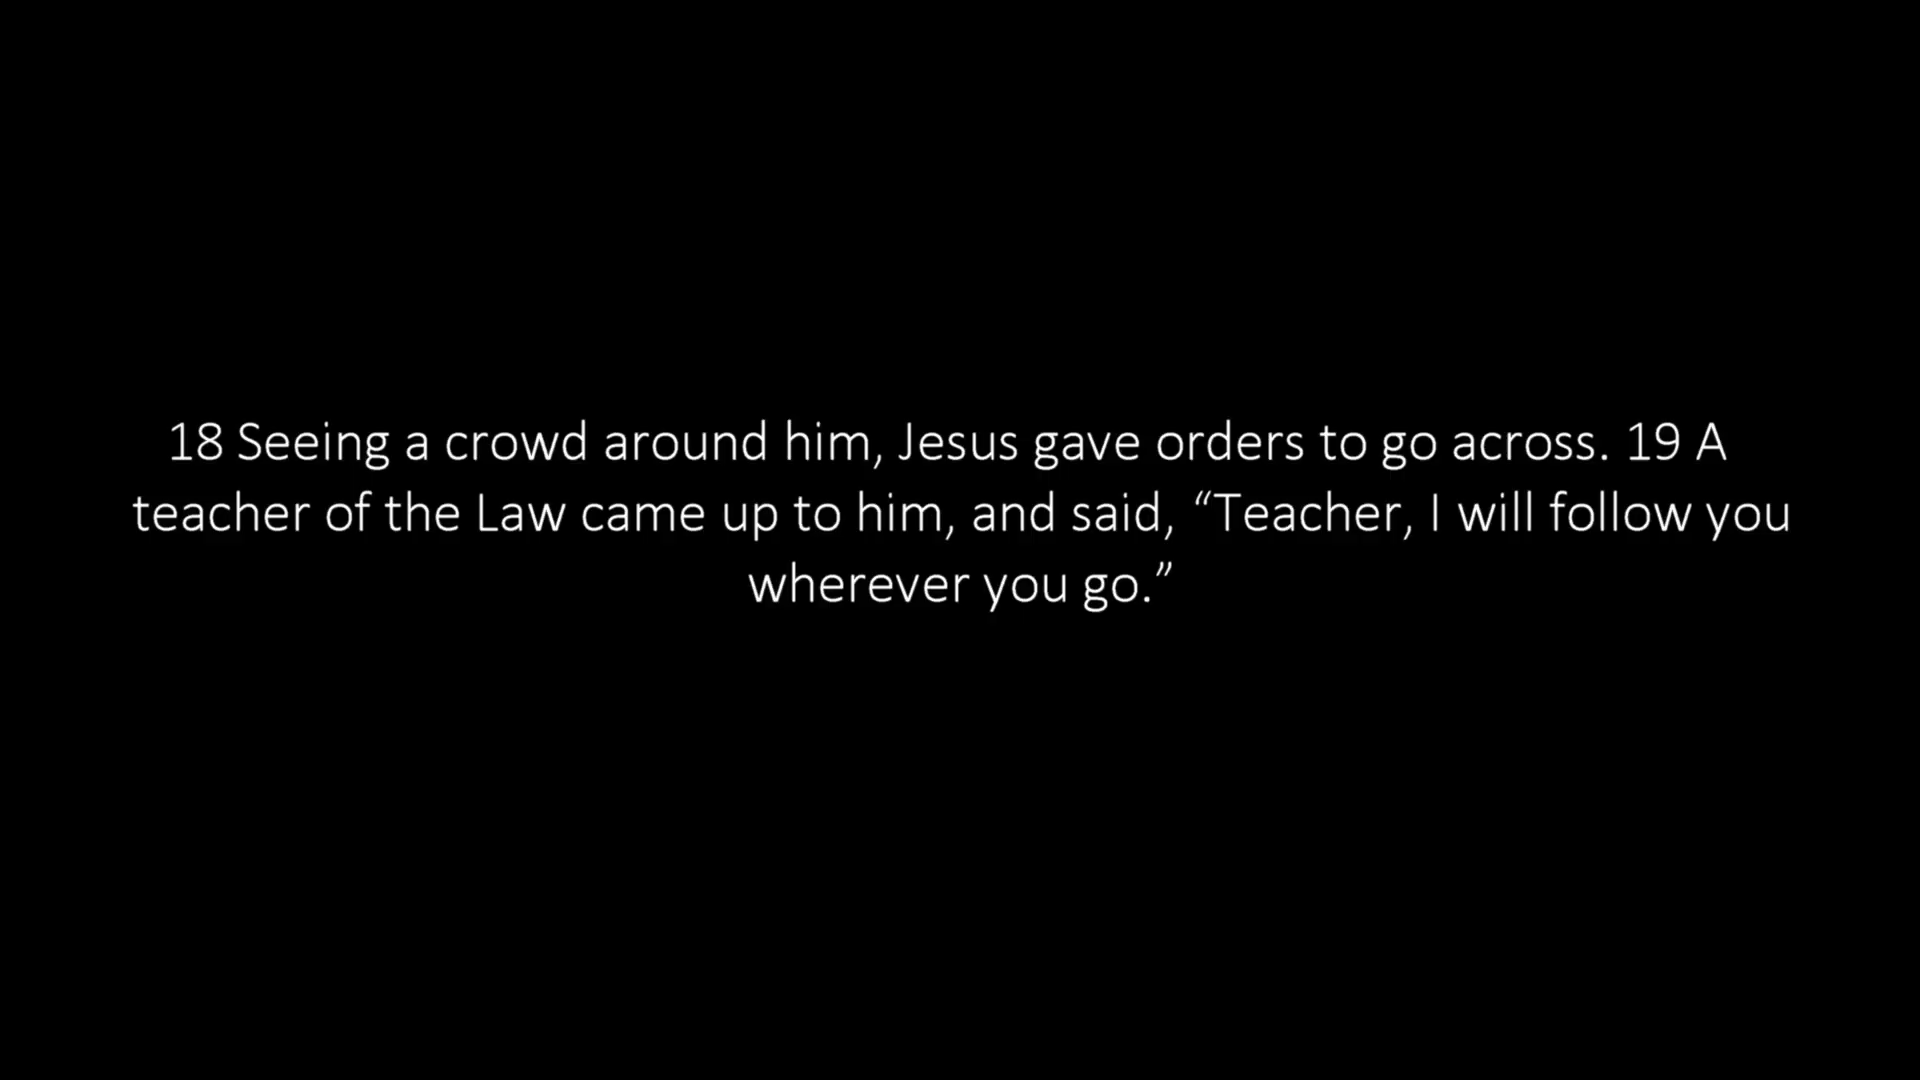 18 Seeing a crowd around him, Jesus gave orders to go across. 19 A
teacher of the Law came up to him, and said, “Teacher, I will follow you
wherever you go.”